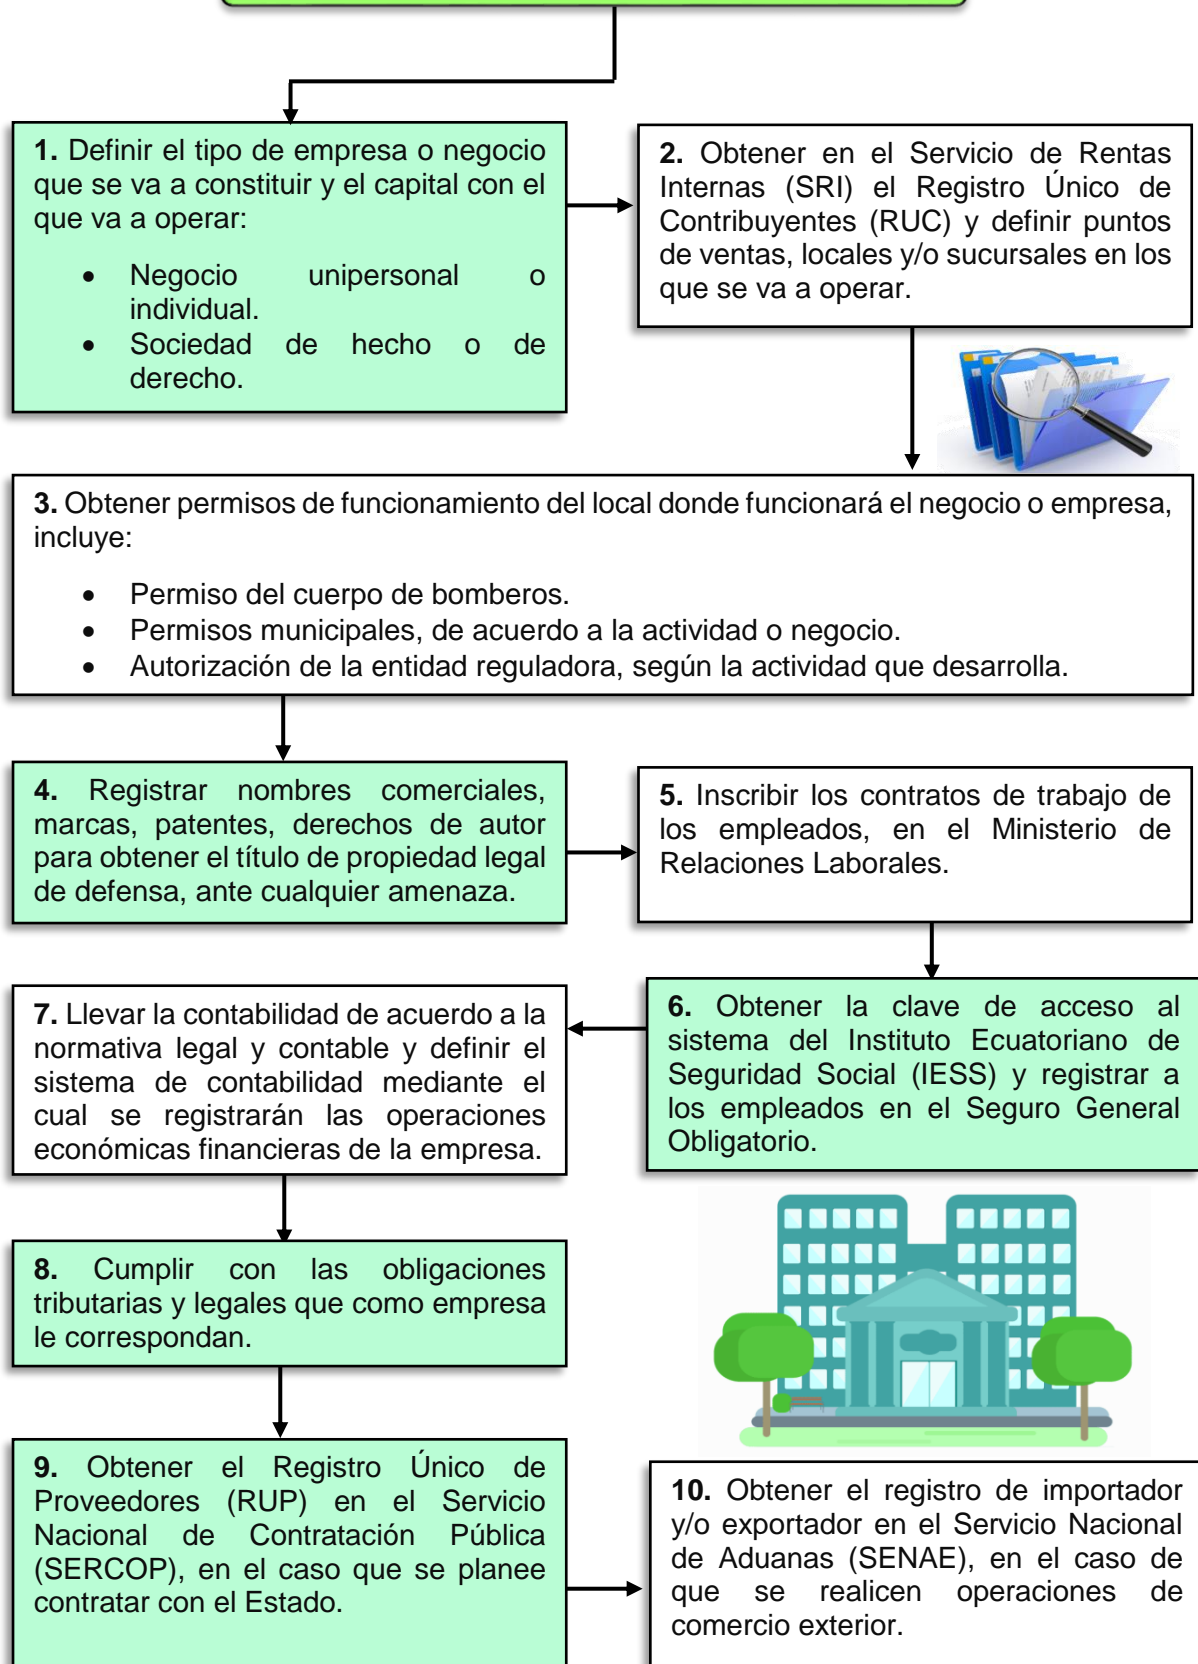 1. Definir el tipo de empresa o negocio
que se va a constituir y el capital con el
que va a operar:
• Negocio unipersonal o
individual.
• Sociedad de hecho o de
derecho.
2. Obtener en el Servicio de Rentas
Internas (SRI) el Registro Único de
Contribuyentes (RUC) y definir puntos
de ventas, locales y/o sucursales en los
que se va a operar.
3. Obtener permisos de funcionamiento del local donde funcionará el negocio o empresa,
incluye:
• Permiso del cuerpo de bomberos.
• Permisos municipales, de acuerdo a la actividad o negocio.
• Autorización de la entidad reguladora, según la actividad que desarrolla.
4. Registrar nombres comerciales,
marcas, patentes, derechos de autor
para obtener el título de propiedad legal
de defensa, ante cualquier amenaza.
5. Inscribir los contratos de trabajo de
los empleados, en el Ministerio de
Relaciones Laborales.
6. Obtener la clave de acceso al
sistema del Instituto Ecuatoriano de
Seguridad Social (IESS) y registrar a
los empleados en el Seguro General
Obligatorio.
7. Llevar la contabilidad de acuerdo a la
normativa legal y contable y definir el
sistema de contabilidad mediante el
cual se registrarán las operaciones
económicas financieras de la empresa.
8. Cumplir con las obligaciones
tributarias y legales que como empresa
le correspondan.
9. Obtener el Registro Único de
Proveedores (RUP) en el Servicio
Nacional de Contratación Pública
(SERCOP), en el caso que se planee
contratar con el Estado.
10. Obtener el registro de importador
y/o exportador en el Servicio Nacional
de Aduanas (SENAE), en el caso de
que se realicen operaciones de
comercio exterior.